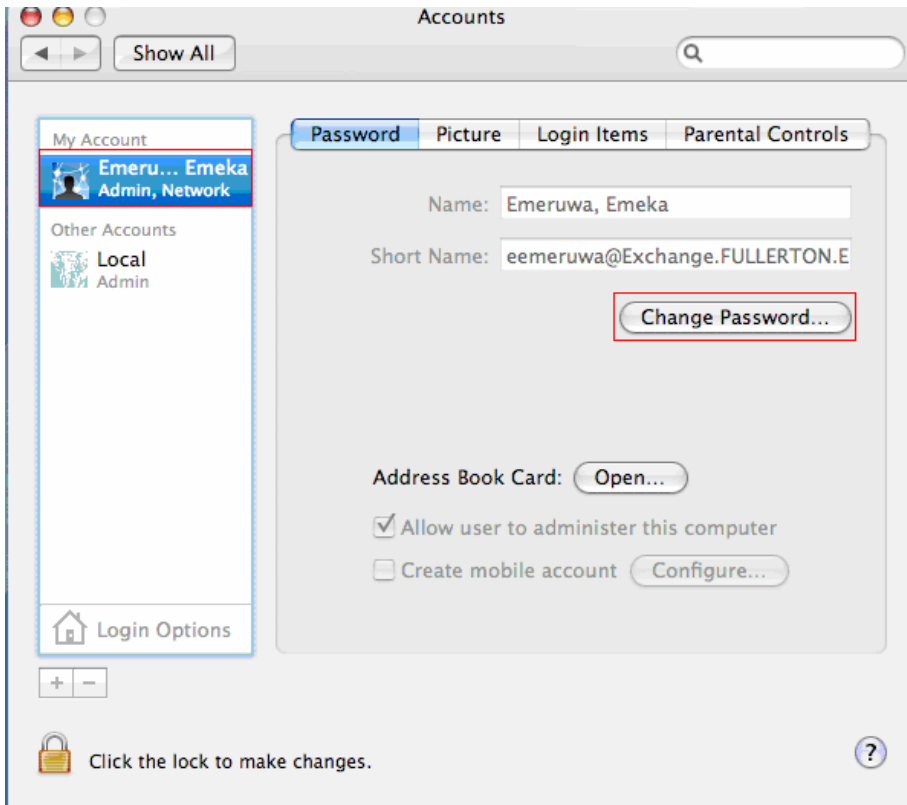 Accounts
Show All
My Account
Emeru... Emeka
Admin, Network
Other Accounts
Local
Admin
Login Options
Password Picture Login Items Parental Controls
Name: Emeruwa, Emeka
Short Name: eemeruwa@Exchange.FULLERTON.E
Change Password...
Address Book Card: Open...
Allow user to administer this computer
Create mobile account Configure...
+ −
Click the lock to make changes.
?